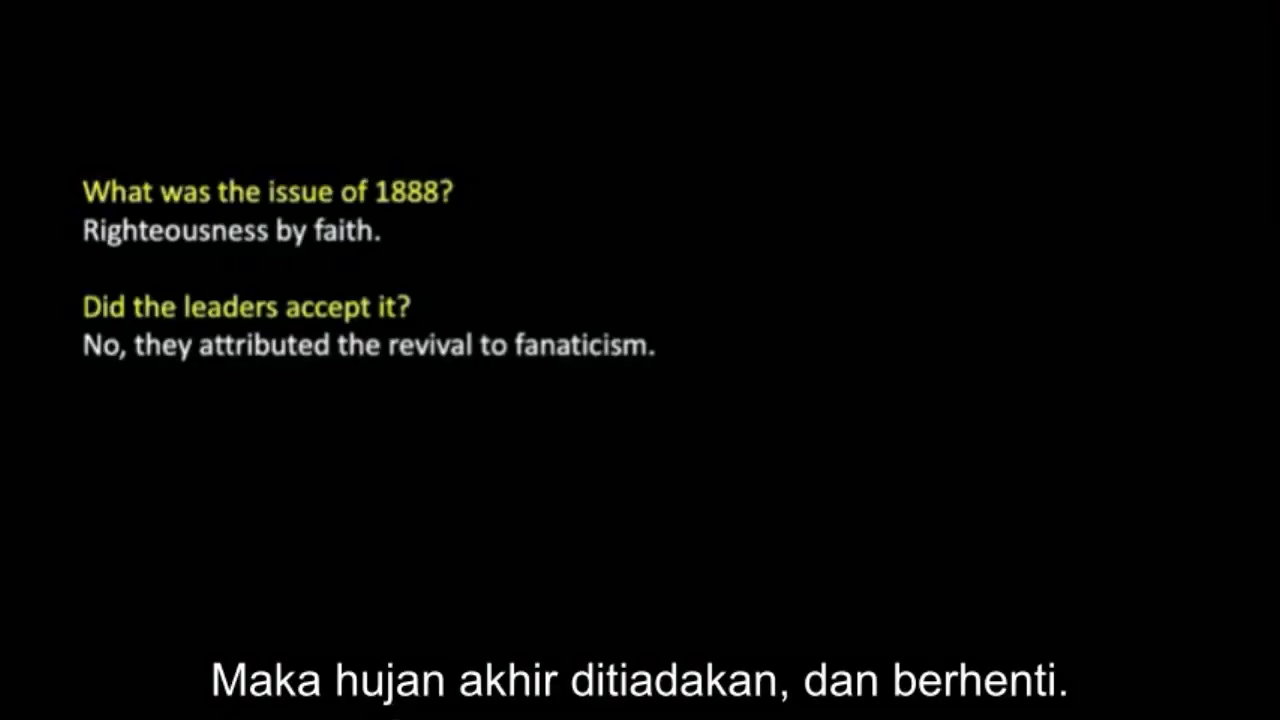 What was the issue of 1888?
Righteousness by faith.
Did the leaders accept it?
No, they attributed the revival to fanaticism.
Maka hujan akhir ditiadakan, dan berhenti.